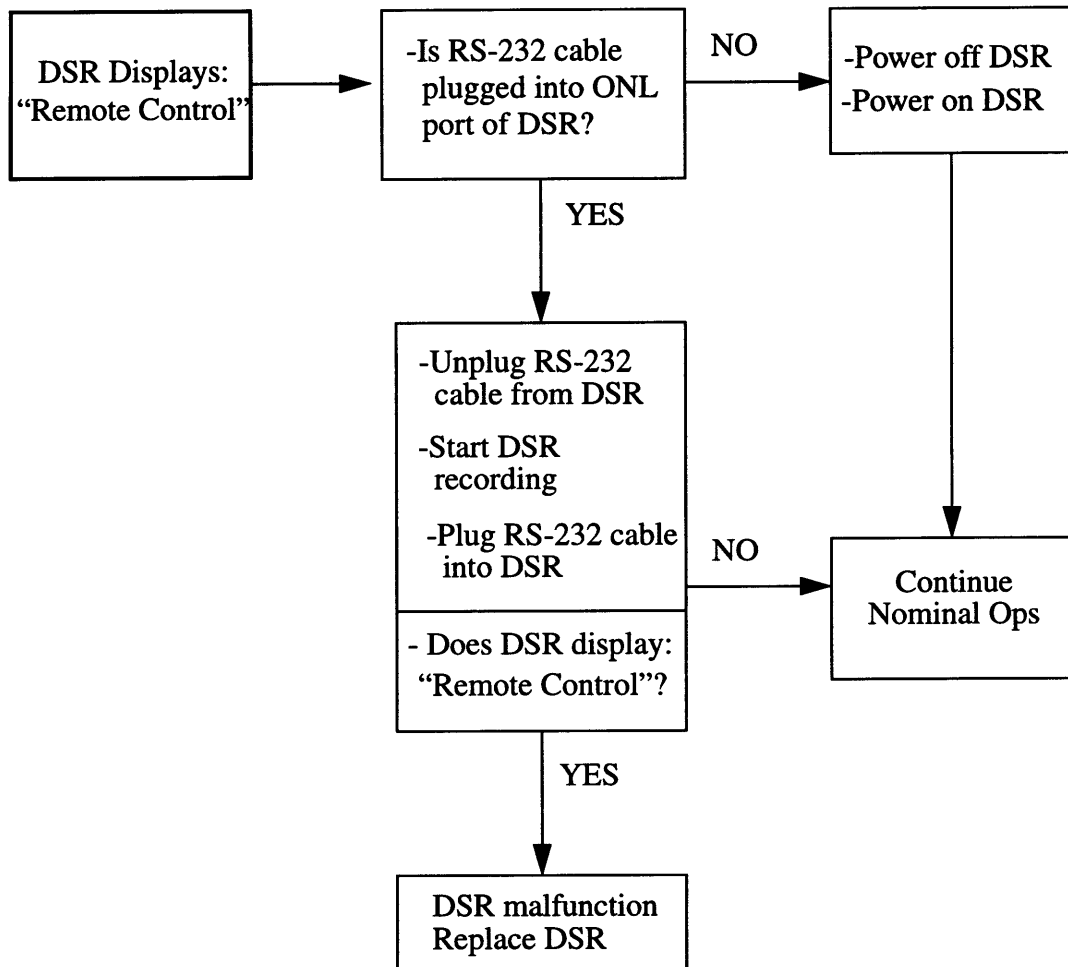 DSR Displays:
“Remote Control”
-Is RS-232 cable
plugged into ONL
port of DSR?
NO
-Power off DSR
-Power on DSR
YES
-Unplug RS-232
cable from DSR
-Start DSR
recording
-Plug RS-232 cable
into DSR
NO
Continue
Nominal Ops
- Does DSR display:
“Remote Control”?
YES
DSR malfunction
Replace DSR